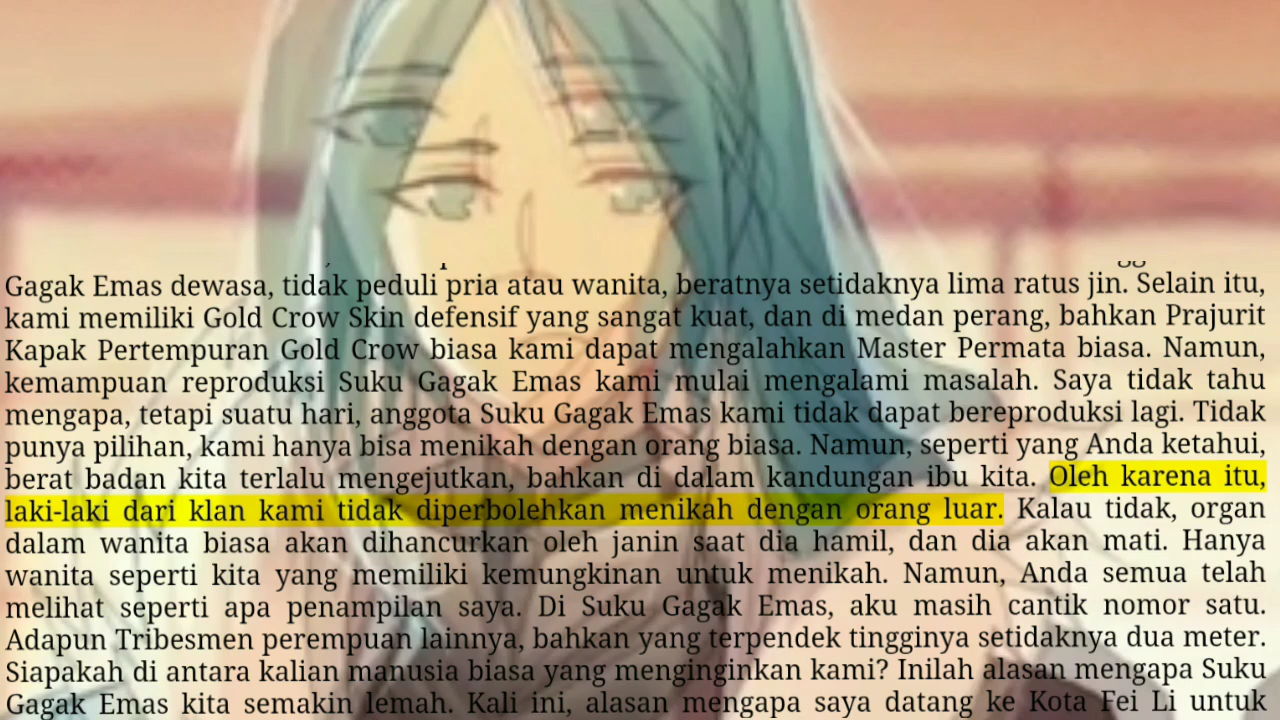 Gagak Emas dewasa, tidak peduli pria atau wanita, beratnya setidaknya lima ratus jin. Selain itu,
kami memiliki Gold Crow Skin defensif yang sangat kuat, dan di medan perang, bahkan Prajurit
Kapak Pertempuran Gold Crow biasa kami dapat mengalahkan Master Permata biasa. Namun,
kemampuan reproduksi Suku Gagak Emas kami mulai mengalami masalah. Saya tidak tahu
mengapa, tetapi suatu hari, anggota Suku Gagak Emas kami tidak dapat bereproduksi lagi. Tidak
punya pilihan, kami hanya bisa menikah dengan orang biasa. Namun, seperti yang Anda ketahui,
berat badan kita terlalu mengejutkan, bahkan di dalam kandungan ibu kita. Oleh karena itu,
laki-laki dari klan kami tidak diperbolehkan menikah dengan orang luar. Kalau tidak, organ
dalam wanita biasa akan dihancurkan oleh janin saat dia hamil, dan dia akan mati. Hanya
wanita seperti kita yang memiliki kemungkinan untuk menikah. Namun, Anda semua telah
melihat seperti apa penampilan saya. Di Suku Gagak Emas, aku masih cantik nomor satu.
Adapun Tribesmen perempuan lainnya, bahkan yang terpendek tingginya setidaknya dua meter.
Siapakah di antara kalian manusia biasa yang menginginkan kami? Inilah alasan mengapa Suku
Gagak Emas kita semakin lemah. Kali ini, alasan mengapa saya datang ke Kota Fei Li untuk